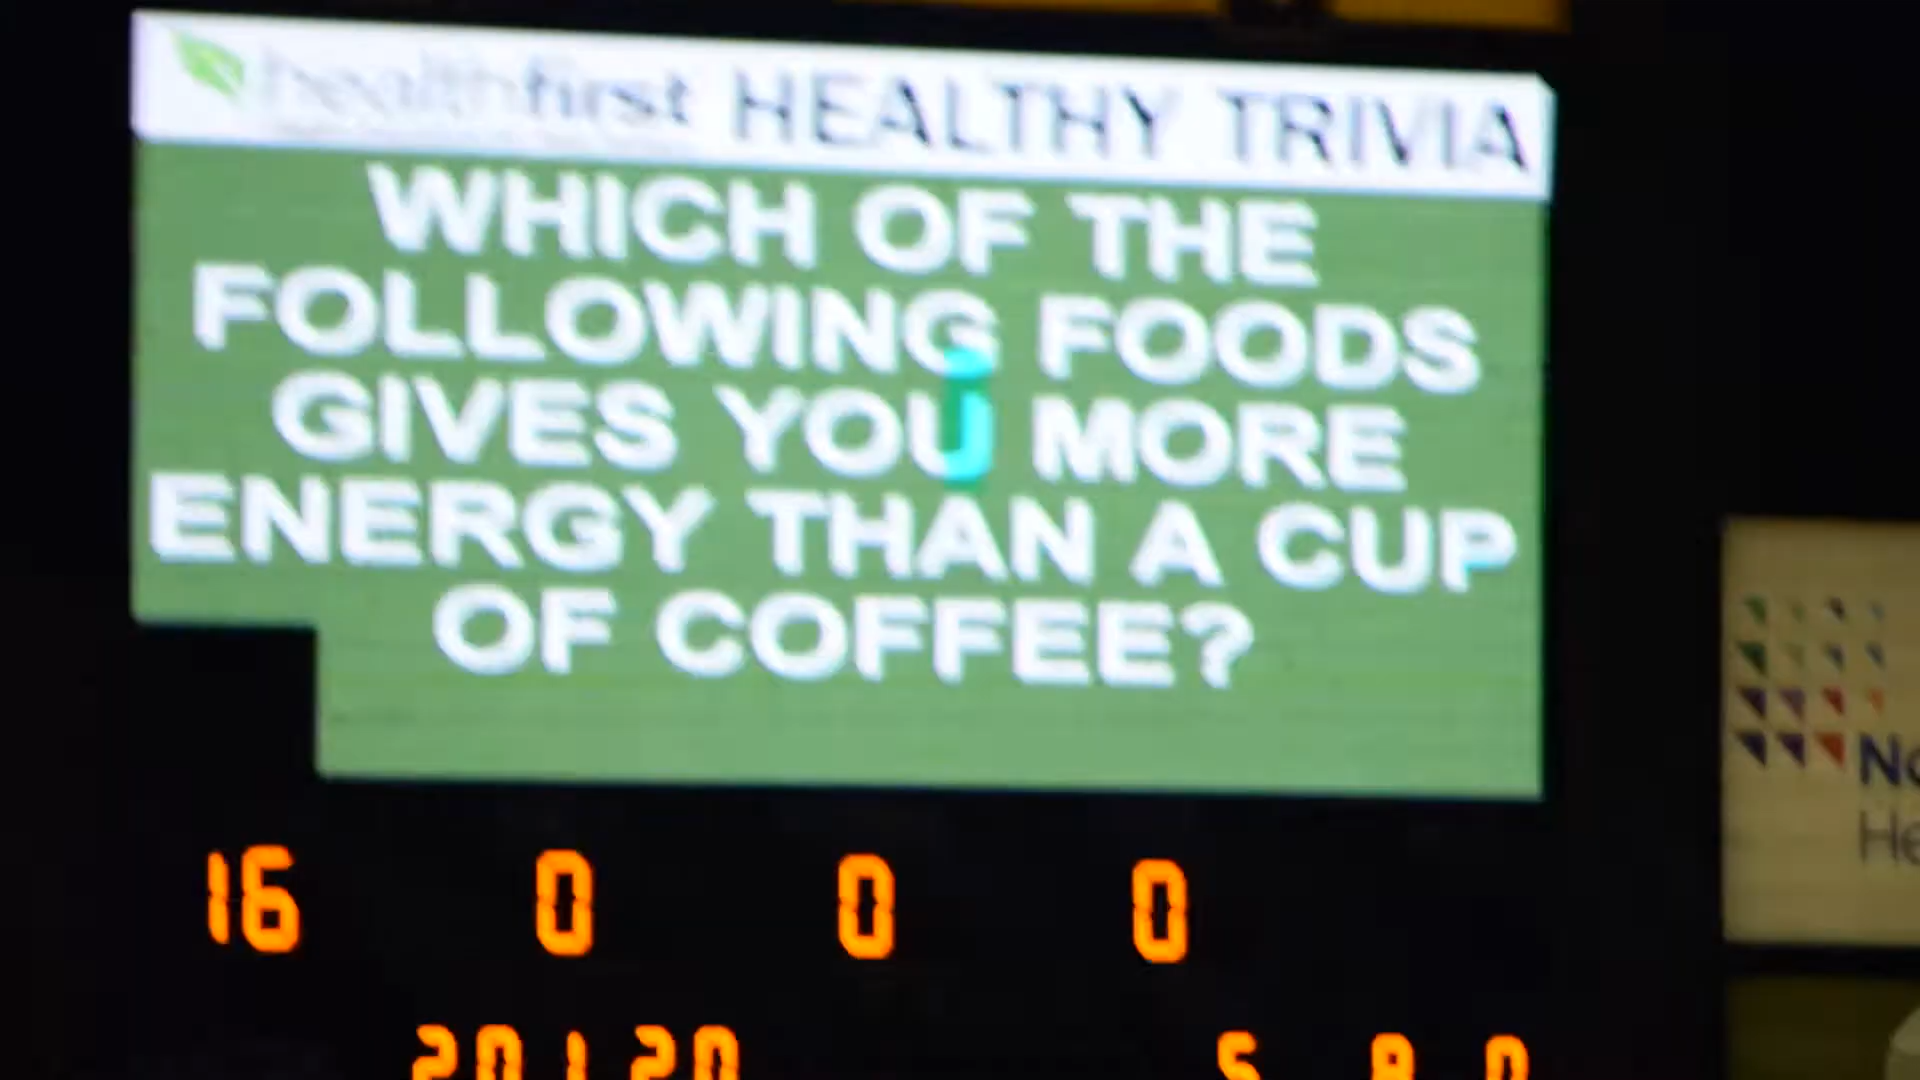 healthfirst HEALTHY TRIVIA
WHICH OF THE
FOLLOWING FOODS
GIVES YOU MORE
ENERGY THAN A CUP
OF COFFEE?
16 0 0 0